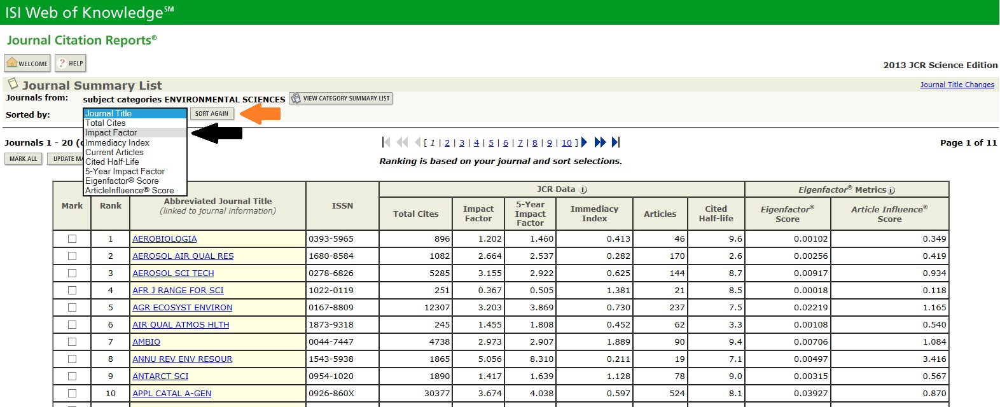 ISI Web of Knowledge℠
Journal Citation Reports®
WELCOME ? HELP
2013 JCR Science Edition
Journal Summary List
Journal Title Changes
Journals from: subject categories ENVIRONMENTAL SCIENCES VIEW CATEGORY SUMMARY LIST
Sorted by: Journal Title SORT AGAIN
Total Cites
Impact Factor
Immediacy Index
Current Articles
Cited Half-Life
5-Year Impact Factor
Eigenfactor® Score
ArticleInfluence® Score
Journals 1 - 20 (
[ 1 | 2 | 3 | 4 | 5 | 6 | 7 | 8 | 9 | 10 ]
Page 1 of 11
MARK ALL UPDATE MA
Ranking is based on your journal and sort selections.
Mark Rank Abbreviated Journal Title (linked to journal information) ISSN JCR Data i Eigenfactor® Metrics i
Total Cites Impact Factor 5-Year Impact Factor Immediacy Index Articles Cited Half-life Eigenfactor® Score Article Influence® Score
1 AEROBIOLOGIA 0393-5965 896 1.202 1.460 0.413 46 9.6 0.00102 0.349
2 AEROSOL AIR QUAL RES 1680-8584 1082 2.664 2.537 0.282 170 2.6 0.00256 0.419
3 AEROSOL SCI TECH 0278-6826 5285 3.155 2.922 0.625 144 8.7 0.00917 0.934
4 AFR J RANGE FOR SCI 1022-0119 251 0.367 0.505 1.381 21 8.5 0.00018 0.118
5 AGR ECOSYST ENVIRON 0167-8809 12307 3.203 3.869 0.730 237 7.5 0.02219 1.165
6 AIR QUAL ATMOS HLTH 1873-9318 245 1.455 1.808 0.452 62 3.3 0.00108 0.540
7 AMBIO 0044-7447 4738 2.973 2.907 1.889 90 9.4 0.00706 1.084
8 ANNU REV ENV RESOUR 1543-5938 1865 5.056 8.310 0.211 19 7.1 0.00497 3.416
9 ANTARCT SCI 0954-1020 1890 1.417 1.639 1.128 78 9.0 0.00315 0.567
10 APPL CATAL A-GEN 0926-860X 30377 3.674 4.038 0.597 524 8.1 0.03927 0.870